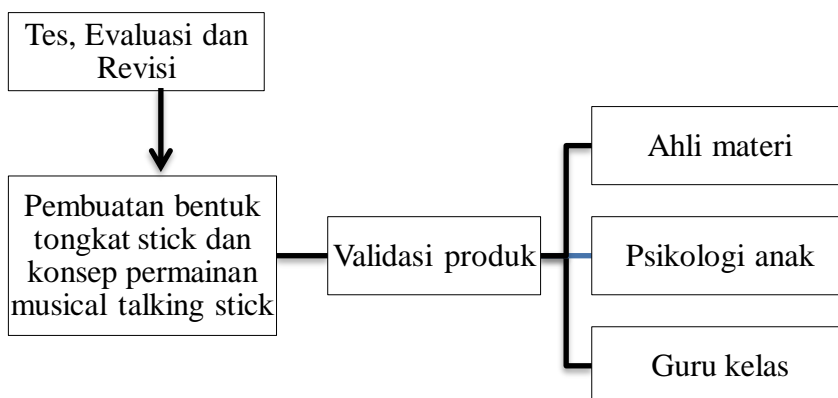 Tes, Evaluasi dan
Revisi
Pembuatan bentuk
tongkat stick dan
konsep permainan
musical talking stick
Validasi produk
Ahli materi
Psikologi anak
Guru kelas